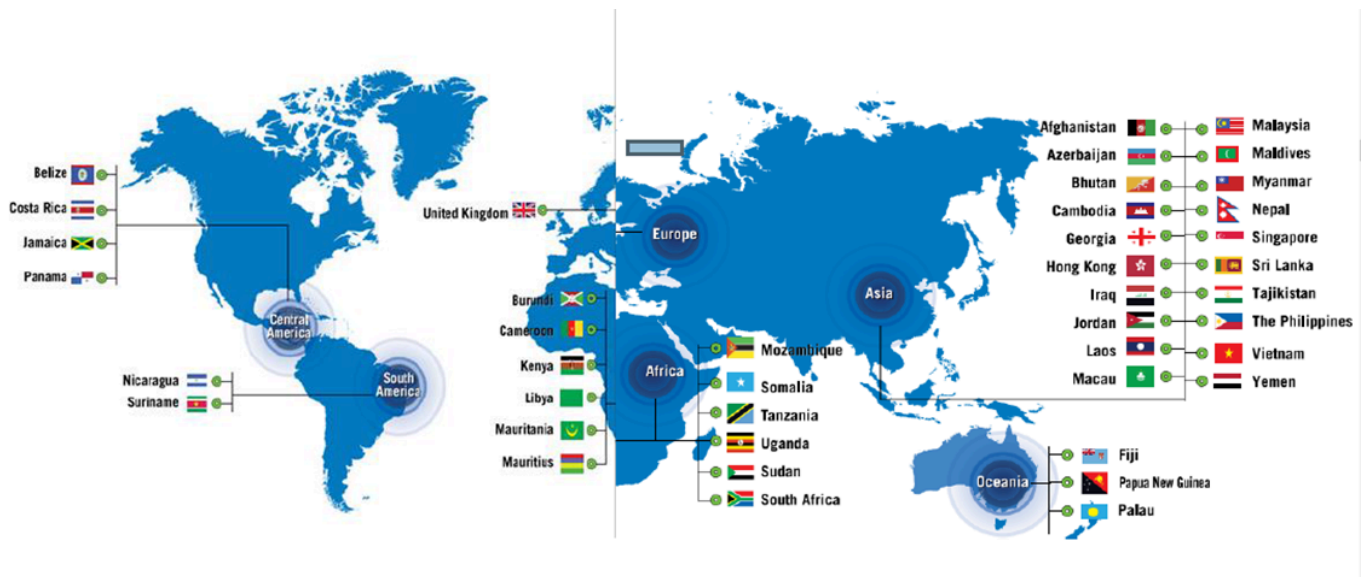 Belize
Costa Rica
Jamaica
Panama
Central
America
Nicaragua
Suriname
South
America
United Kingdom
Europe
Burundi
Cameroon
Kenya
Libya
Mauritania
Mauritius
Africa
Mozambique
Somalia
Tanzania
Uganda
Sudan
South Africa
Asia
Afghanistan
Azerbaijan
Bhutan
Cambodia
Georgia
Hong Kong
Iraq
Jordan
Laos
Macau
Malaysia
Maldives
Myanmar
Nepal
Singapore
Sri Lanka
Tajikistan
The Philippines
Vietnam
Yemen
Oceania
Fiji
Papua New Guinea
Palau